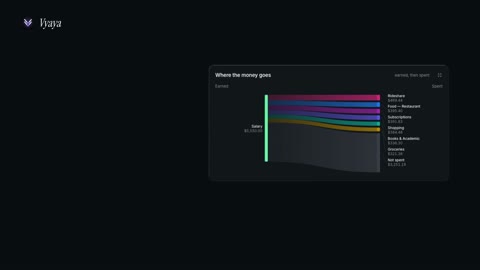 Vyaya
Where the money goes
earned, then spent
Earned
Spent
Salary
Rideshare
Food — Restaurant
Subscriptions
Shopping
Books & Academic
Groceries
Not spent